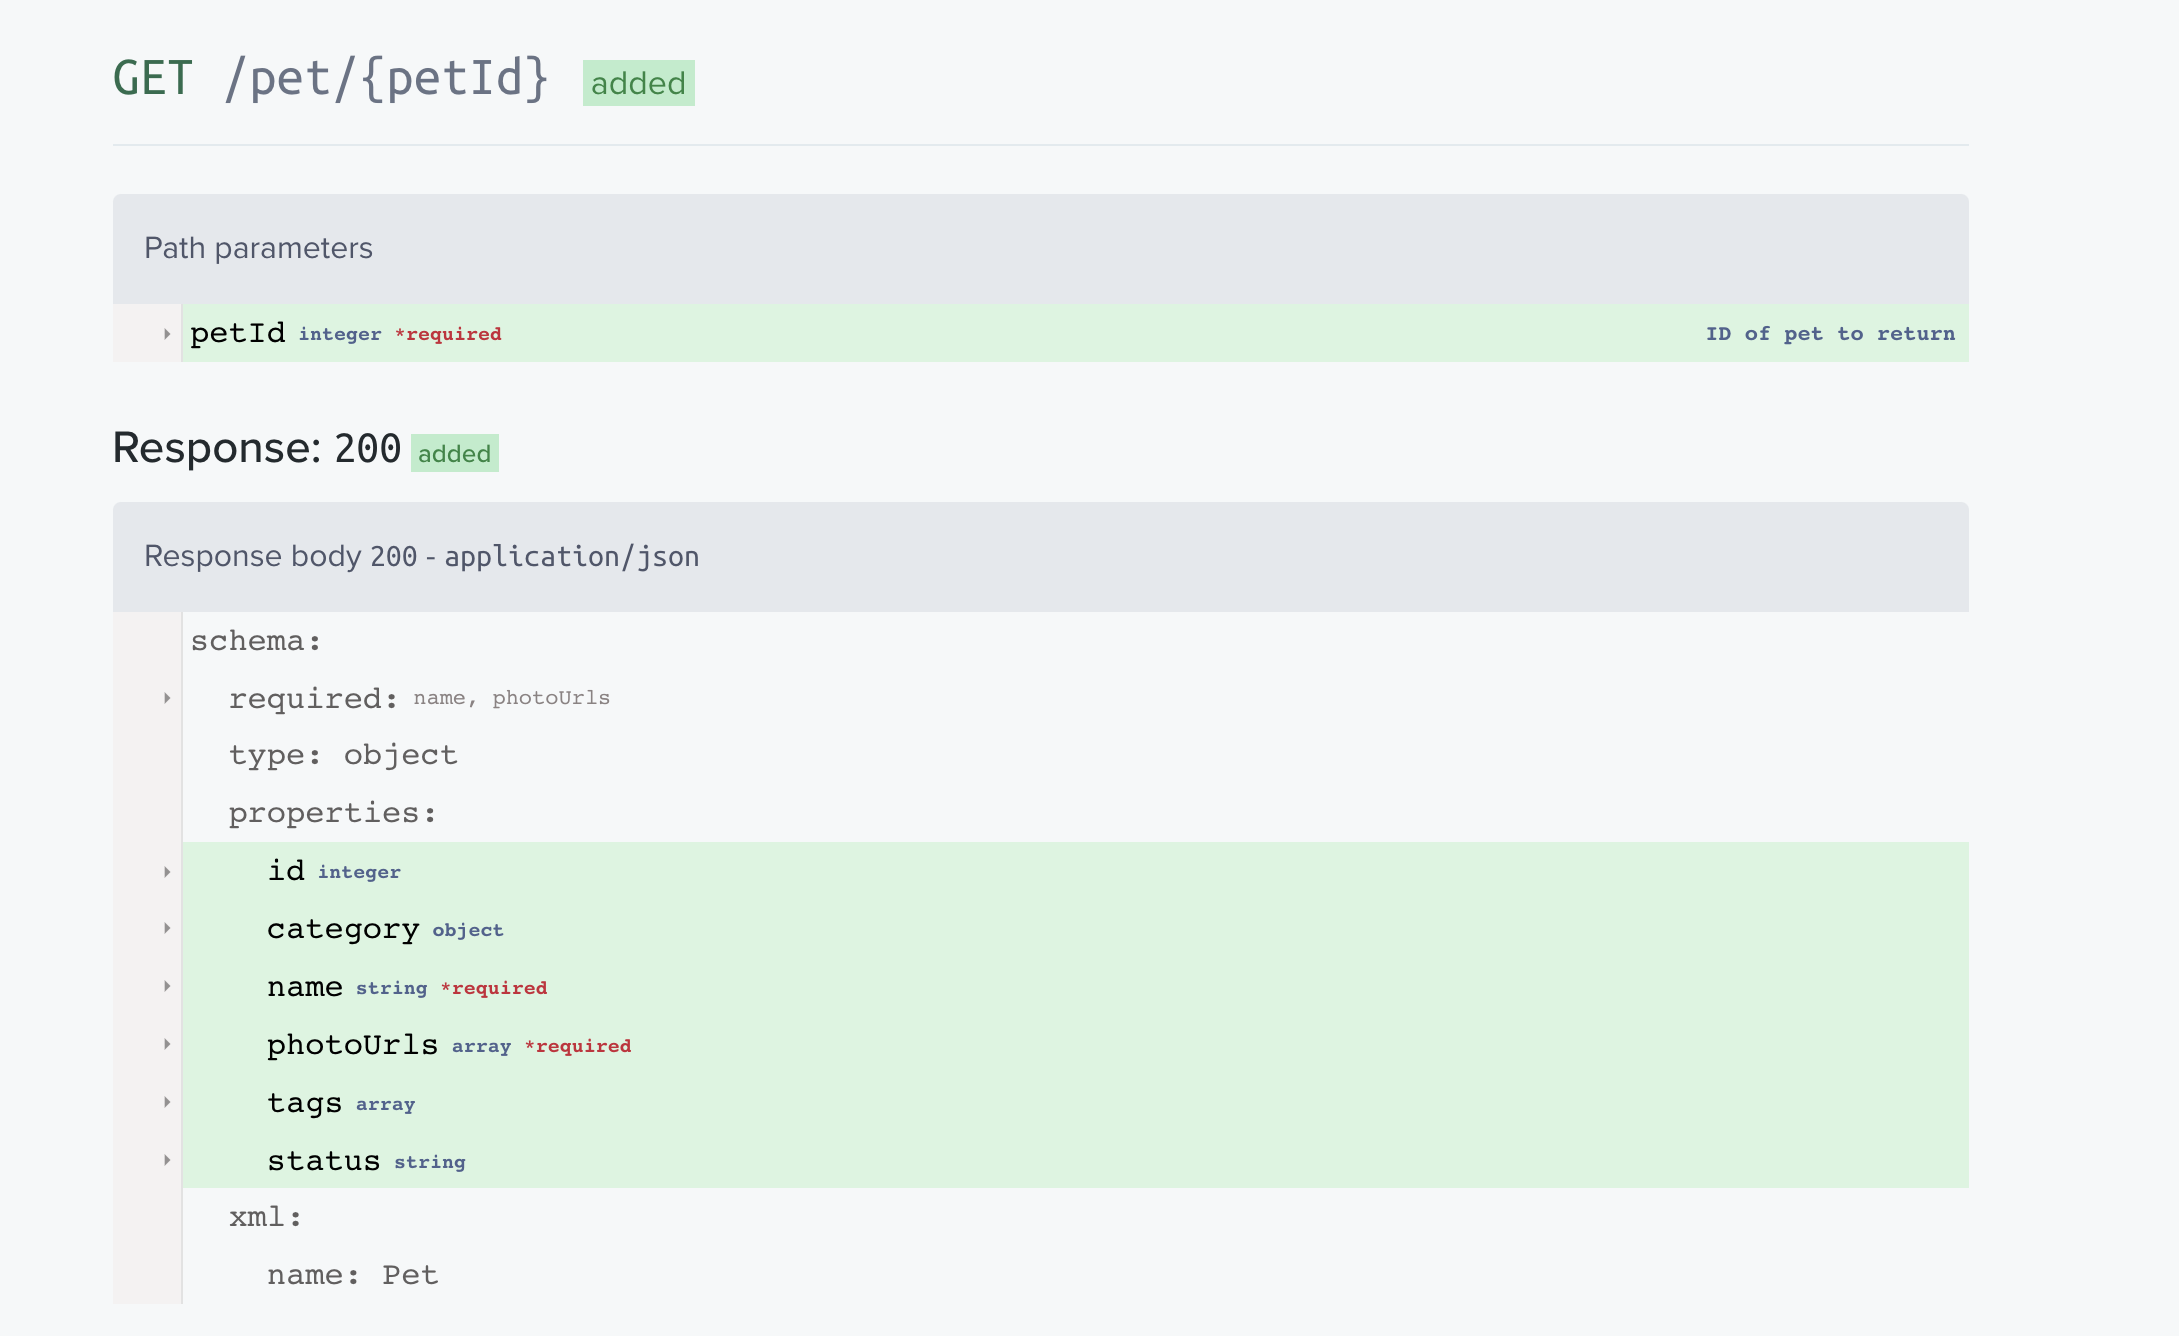 GET /pet/{petId} added
Path parameters
petId integer *required ID of pet to return
Response: 200 added
Response body 200 - application/json
schema:
required: name, photoUrls
type: object
properties:
id integer
category object
name string *required
photoUrls array *required
tags array
status string
xml:
name: Pet